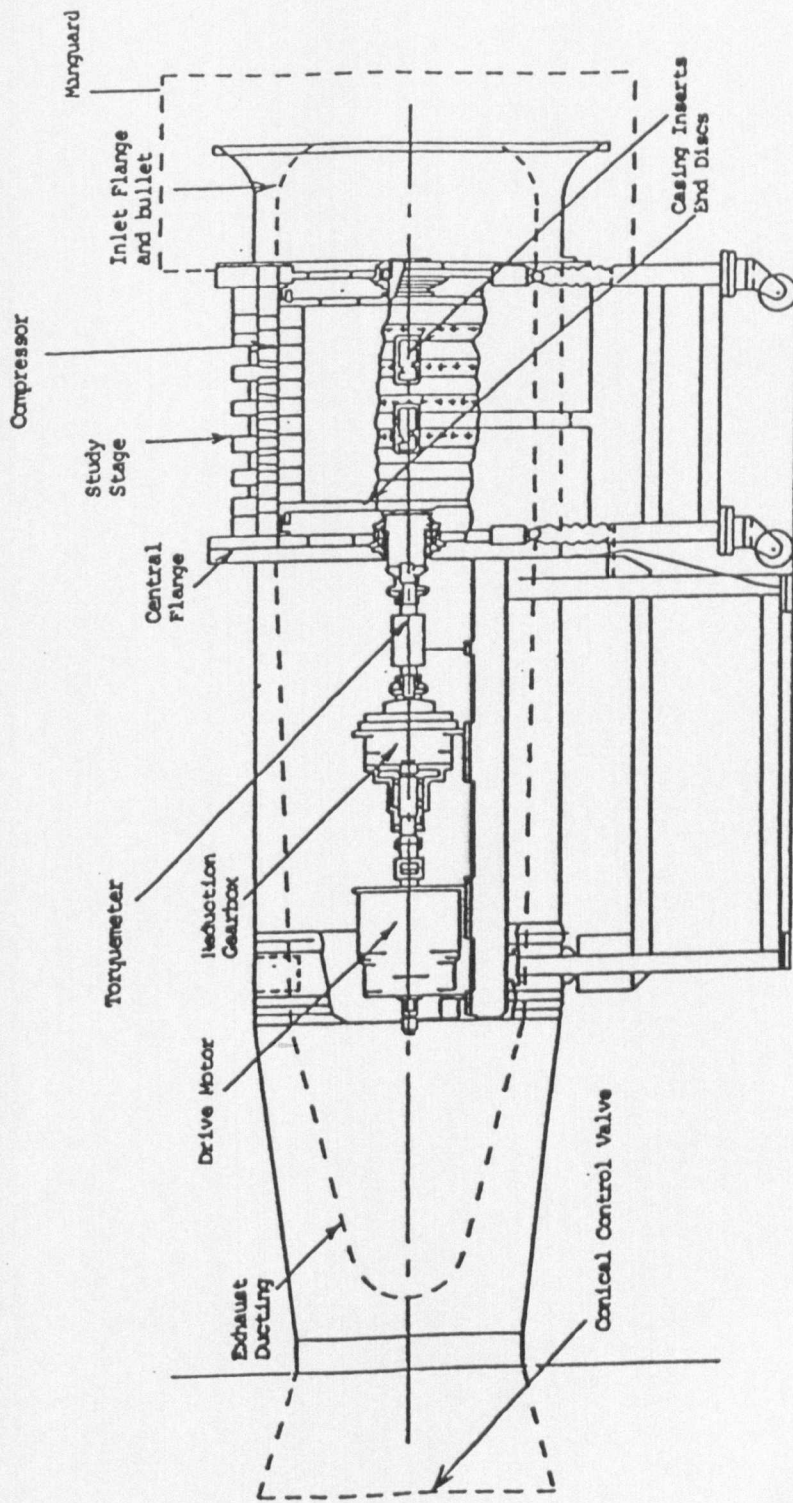 Munguard
Inlet Flange
and bullet
Compressor
Study
Stage
Central
Flange
Torquemeter
Reduction
Gearbox
Drive Motor
Exhaust
Ducting
Conical Control Valve
Casing Inserts
End Discs